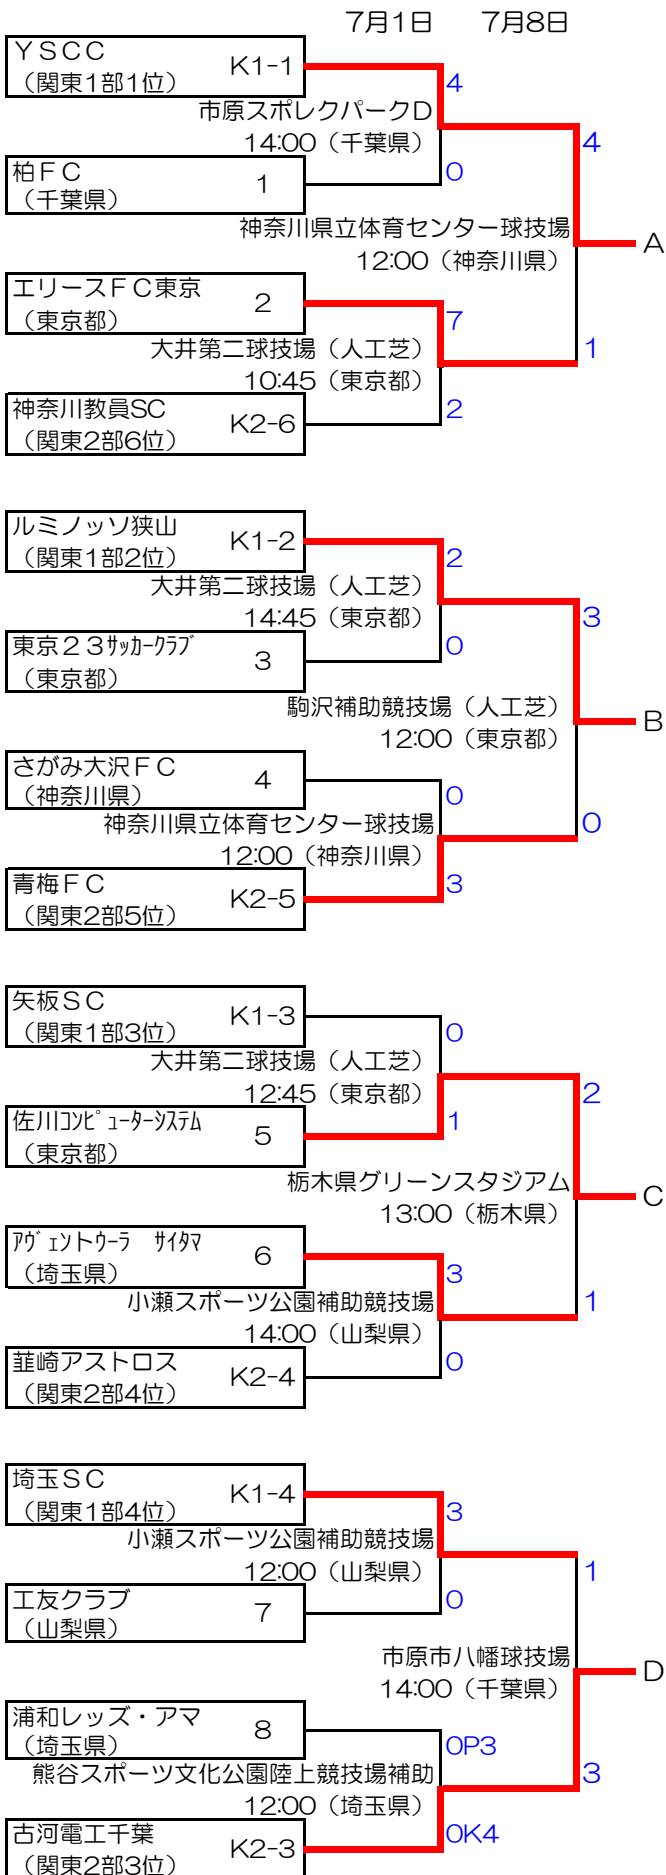 7月1日 7月8日
YSCC
(関東1部1位)
K1-1
4
市原スポレクパークD
14:00(千葉県)
4
柏FC
(千葉県)
1
0
神奈川県立体育センター球技場
12:00(神奈川県)
A
エリースFC東京
(東京都)
2
7
大井第二球技場(人工芝)
10:45(東京都)
1
神奈川教員SC
(関東2部6位)
K2-6
2
ルミノッソ狭山
(関東1部2位)
K1-2
2
大井第二球技場(人工芝)
14:45(東京都)
3
東京23サッカークラブ
(東京都)
3
0
駒沢補助競技場(人工芝)
12:00(東京都)
B
さがみ大沢FC
(神奈川県)
4
0
神奈川県立体育センター球技場
12:00(神奈川県)
0
青梅FC
(関東2部5位)
K2-5
3
矢板SC
(関東1部3位)
K1-3
0
大井第二球技場(人工芝)
12:45(東京都)
2
佐川コンピューターシステム
(東京都)
5
1
栃木県グリーンスタジアム
13:00(栃木県)
C
アヴェントウーラ サイタマ
(埼玉県)
6
3
小瀬スポーツ公園補助競技場
14:00(山梨県)
1
韮崎アストロス
(関東2部4位)
K2-4
0
埼玉SC
(関東1部4位)
K1-4
3
小瀬スポーツ公園補助競技場
12:00(山梨県)
1
工友クラブ
(山梨県)
7
0
市原市八幡球技場
14:00(千葉県)
D
浦和レッズ・アマ
(埼玉県)
8
0P3
熊谷スポーツ文化公園陸上競技場補助
12:00(埼玉県)
3
古河電工千葉
(関東2部3位)
K2-3
0K4